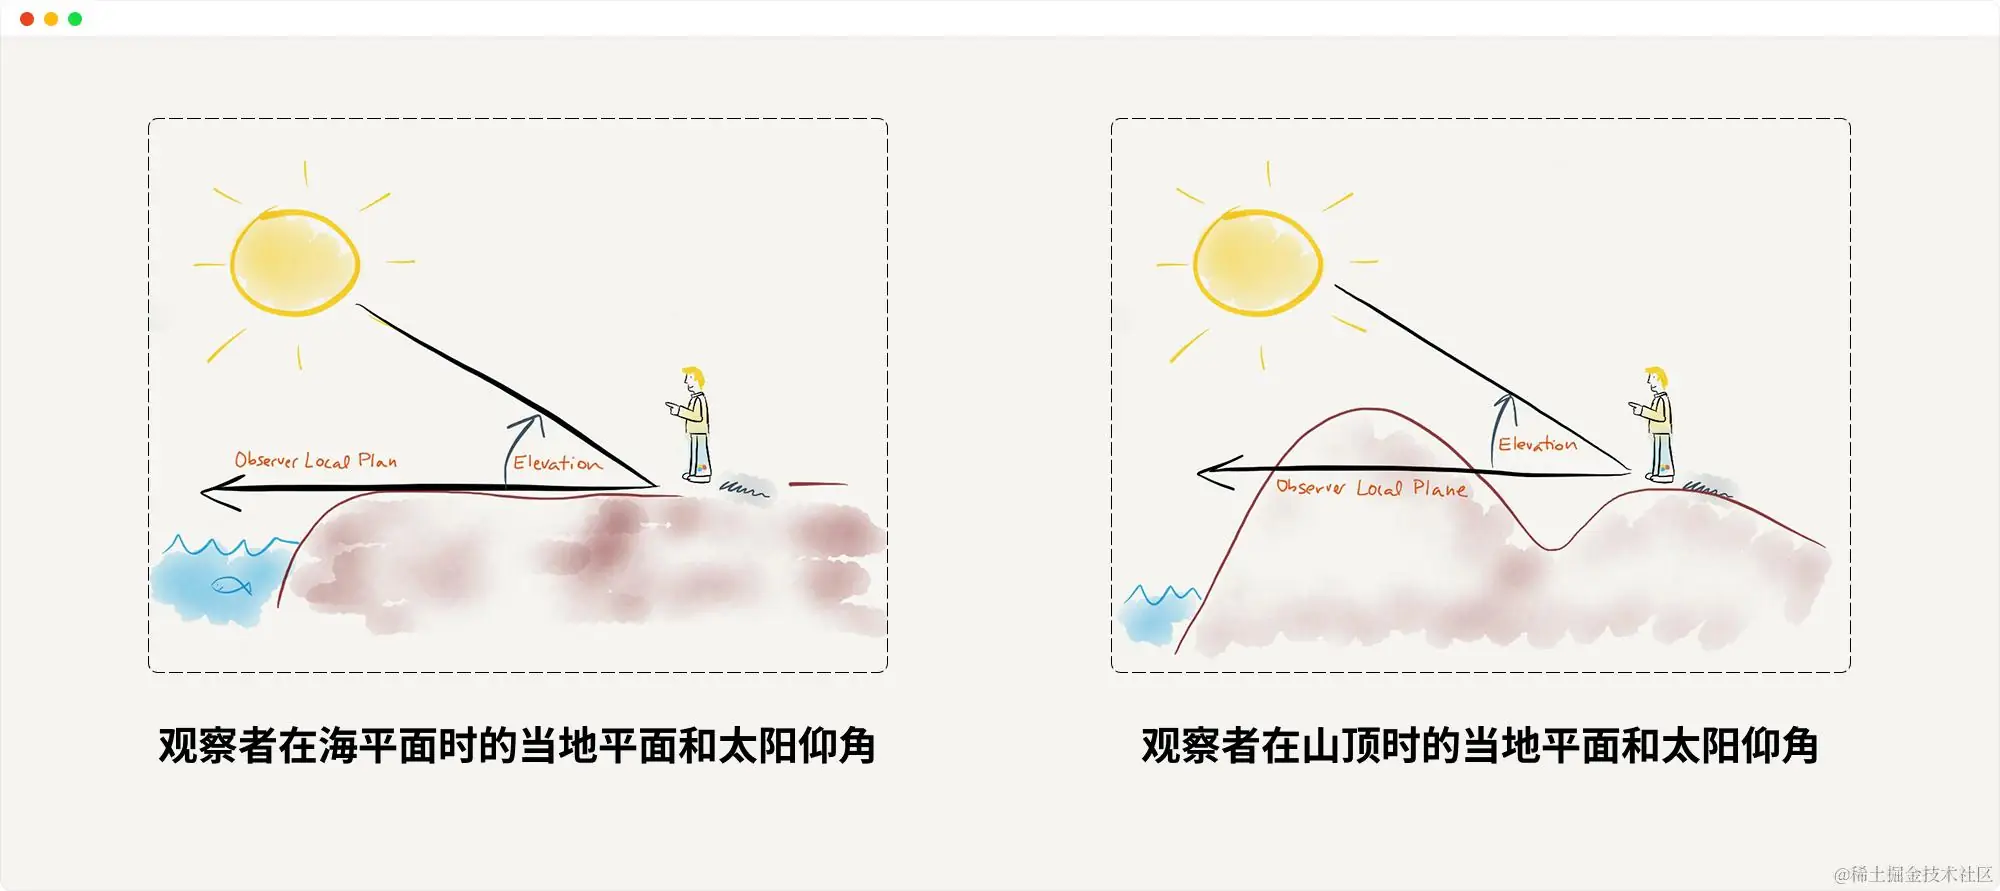 Observer Local Plan
Elevation
观察者在海平面时的当地平面和太阳仰角
Elevation
Observer Local Plane
观察者在山顶时的当地平面和太阳仰角
@稀土掘金技术社区